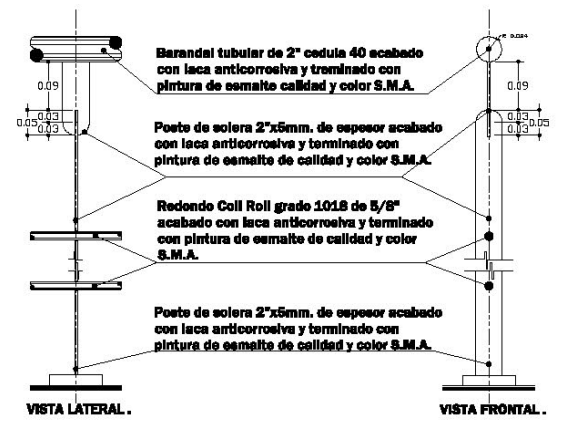 R 0.024
Barandal tubular de 2" cedula 40 acabado
con laca anticorrosiva y treminado con
pintura de esmalte calidad y color S.M.A.
0.09
0.09
0.03
0.03
0.05
0.03
0.03
0.05
Poste de solera 2"x5mm. de espesor acabado
con laca anticorrosiva y terminado con
pintura de esmalte de calidad y color S.M.A.
Redondo Coll Roll grado 1018 de 5/8"
acabado con laca anticorrosiva y terminado
con pintura de esmalte de calidad y color
S.M.A.
Poste de solera 2"x5mm. de espesor acabado
con laca anticorrosiva y terminado con
pintura de esmalte de calidad y color S.M.A.
VISTA LATERAL.
VISTA FRONTAL.